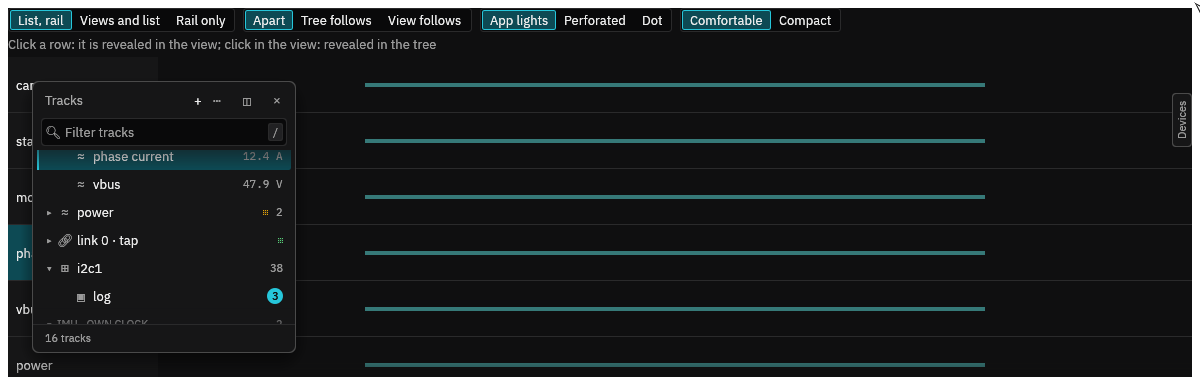 List, rail Views and list Rail only Apart Tree follows View follows App lights Perforated Dot Comfortable Compact
Click a row: it is revealed in the view; click in the view: revealed in the tree
Tracks
Filter tracks /
phase current 12.4 A
vbus 47.9 V
power 2
link 0 · tap
i2c1 38
log 3
16 tracks
power
Devices